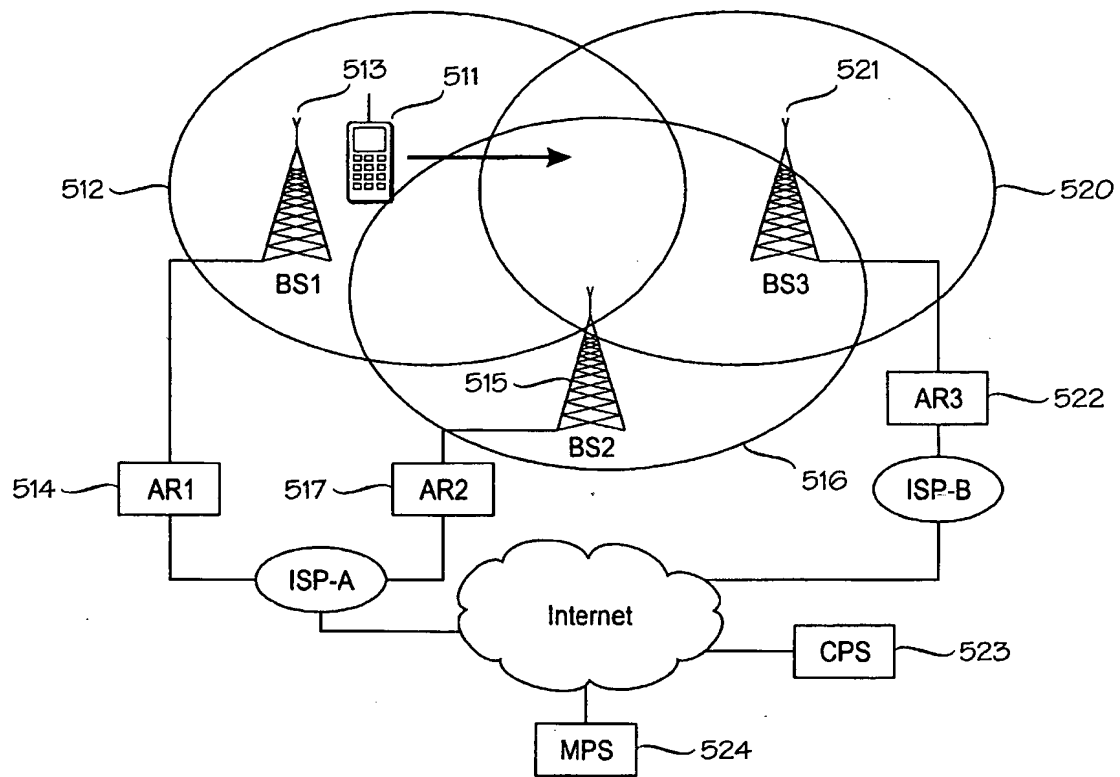 513
511
521
512
520
BS1
BS3
515
BS2
AR3
522
514
AR1
517
AR2
516
ISP-B
ISP-A
Internet
CPS
523
MPS
524